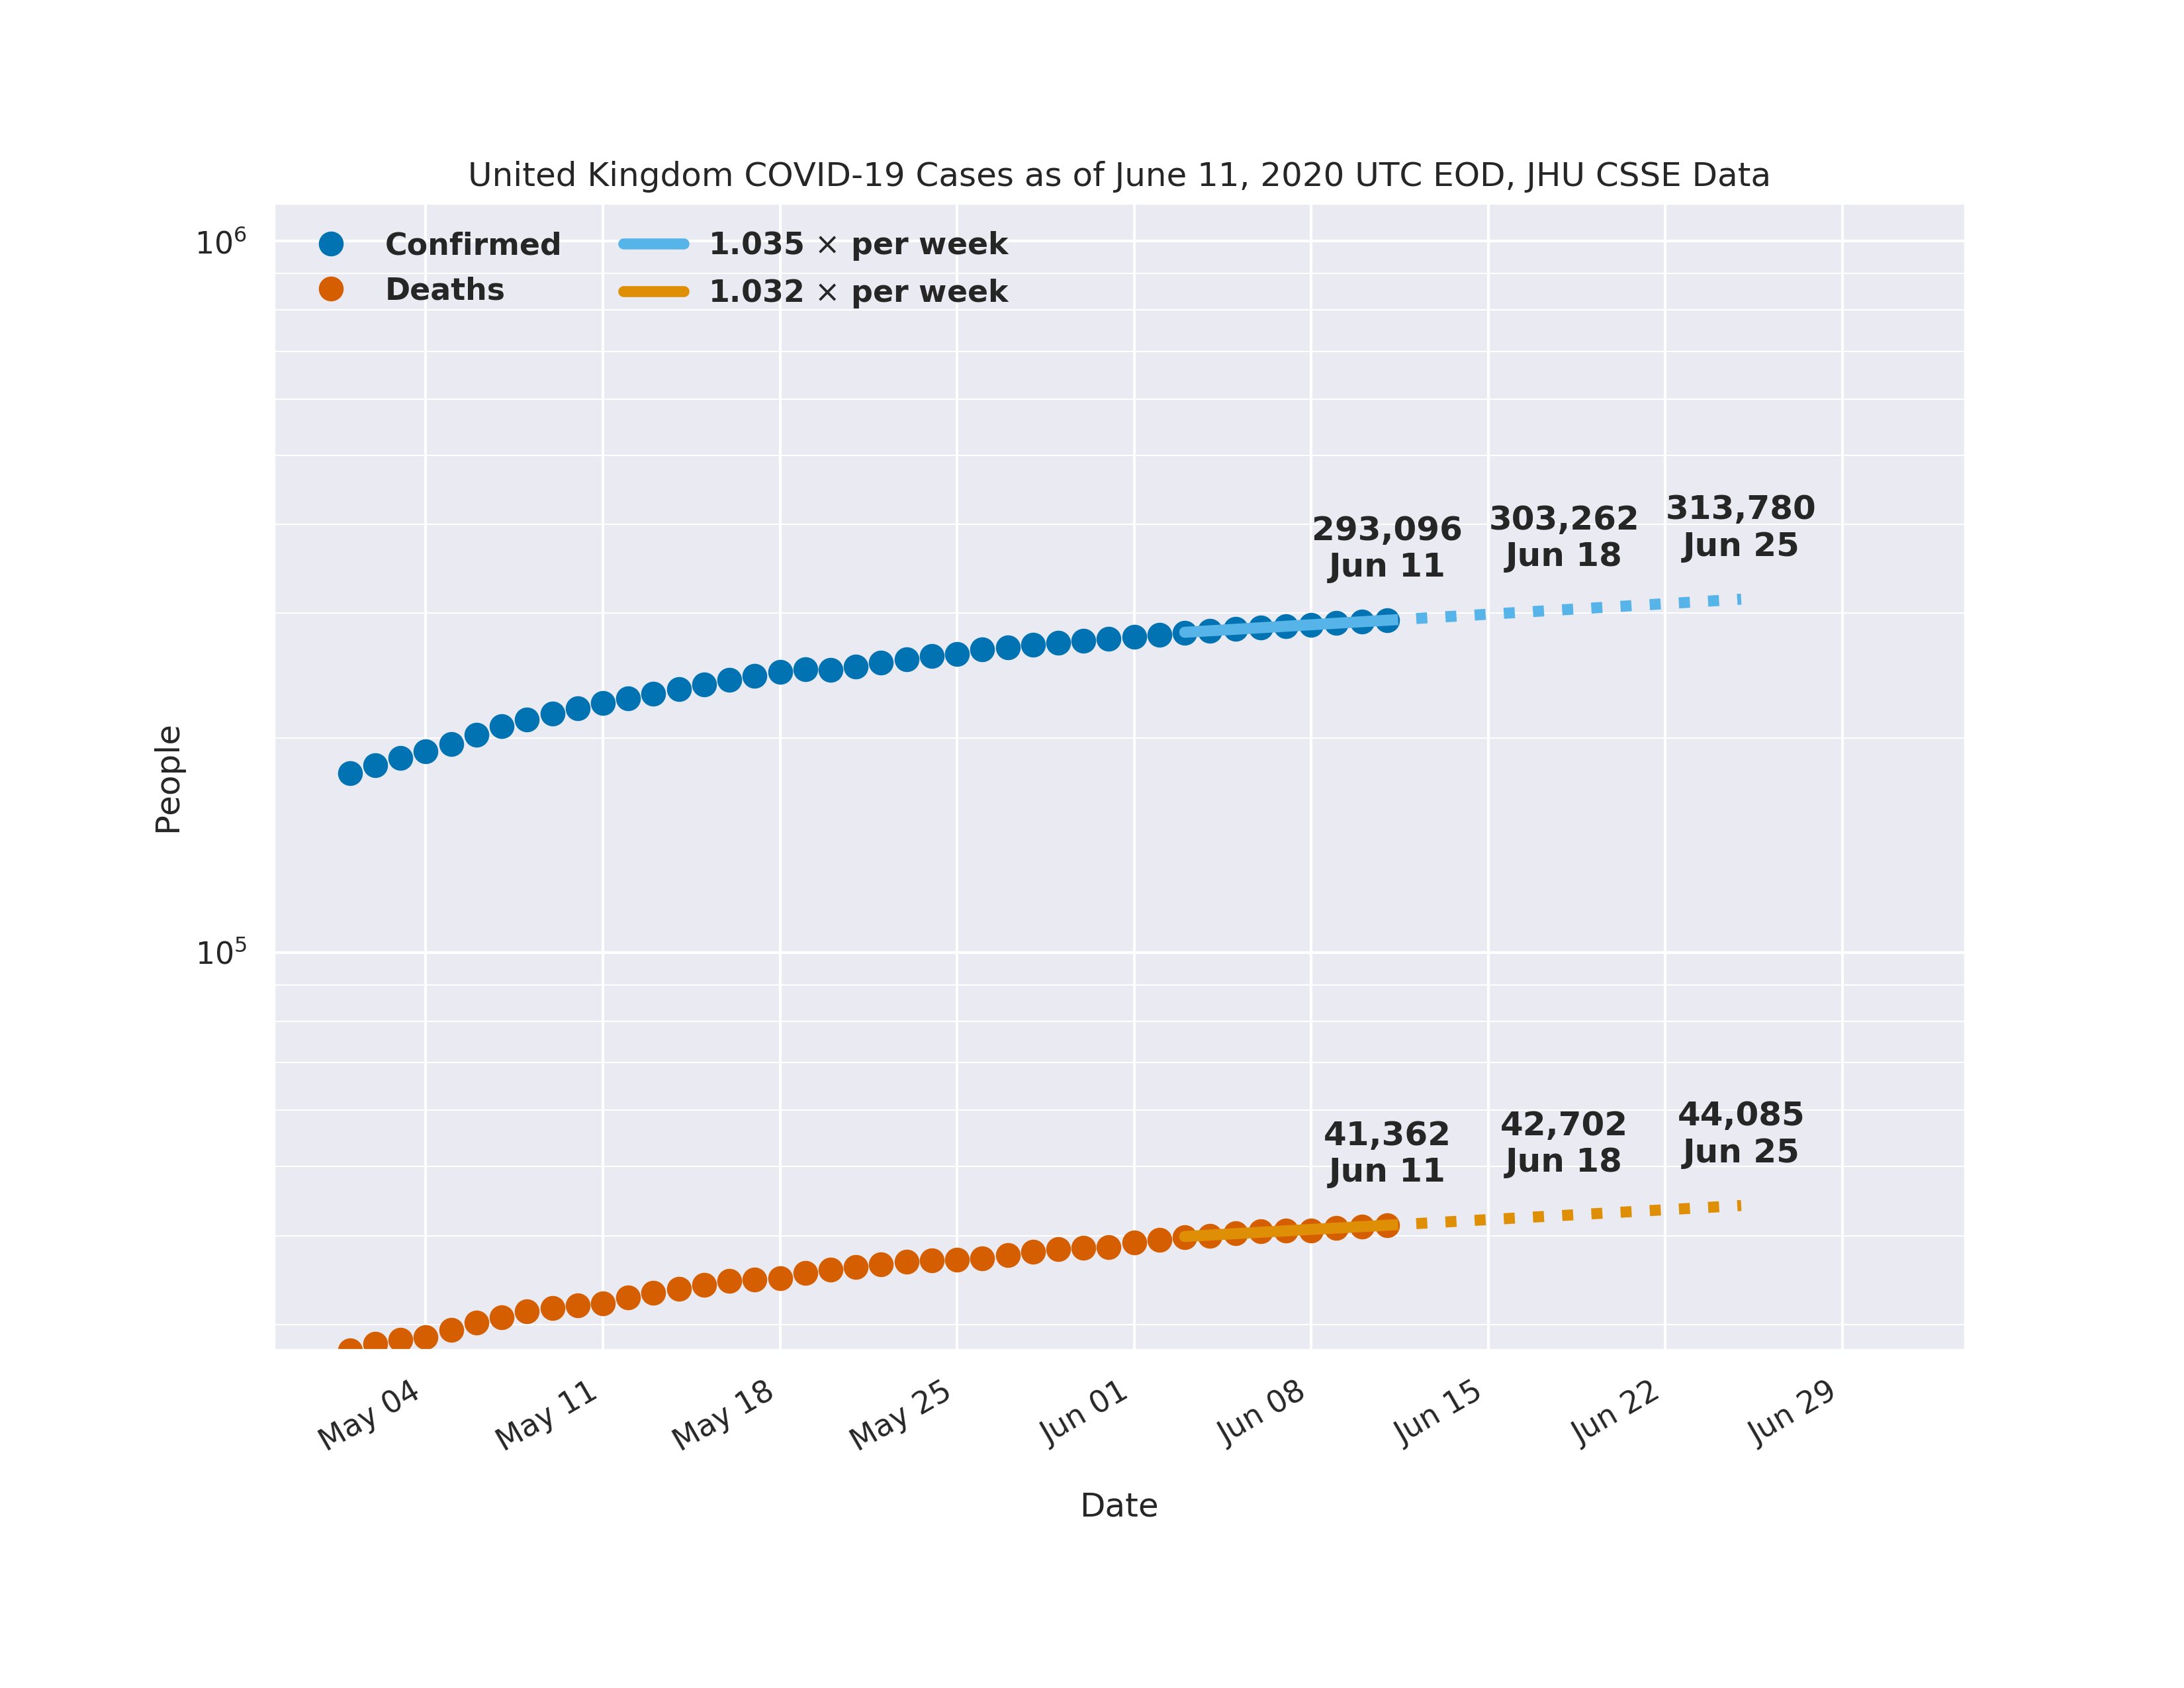 United Kingdom COVID-19 Cases as of June 11, 2020 UTC EOD, JHU CSSE Data
10⁶
Confirmed
Deaths
1.035 × per week
1.032 × per week
293,096
Jun 11
303,262
Jun 18
313,780
Jun 25
People
10⁵
41,362
Jun 11
42,702
Jun 18
44,085
Jun 25
May 04
May 11
May 18
May 25
Jun 01
Jun 08
Jun 15
Jun 22
Jun 29
Date